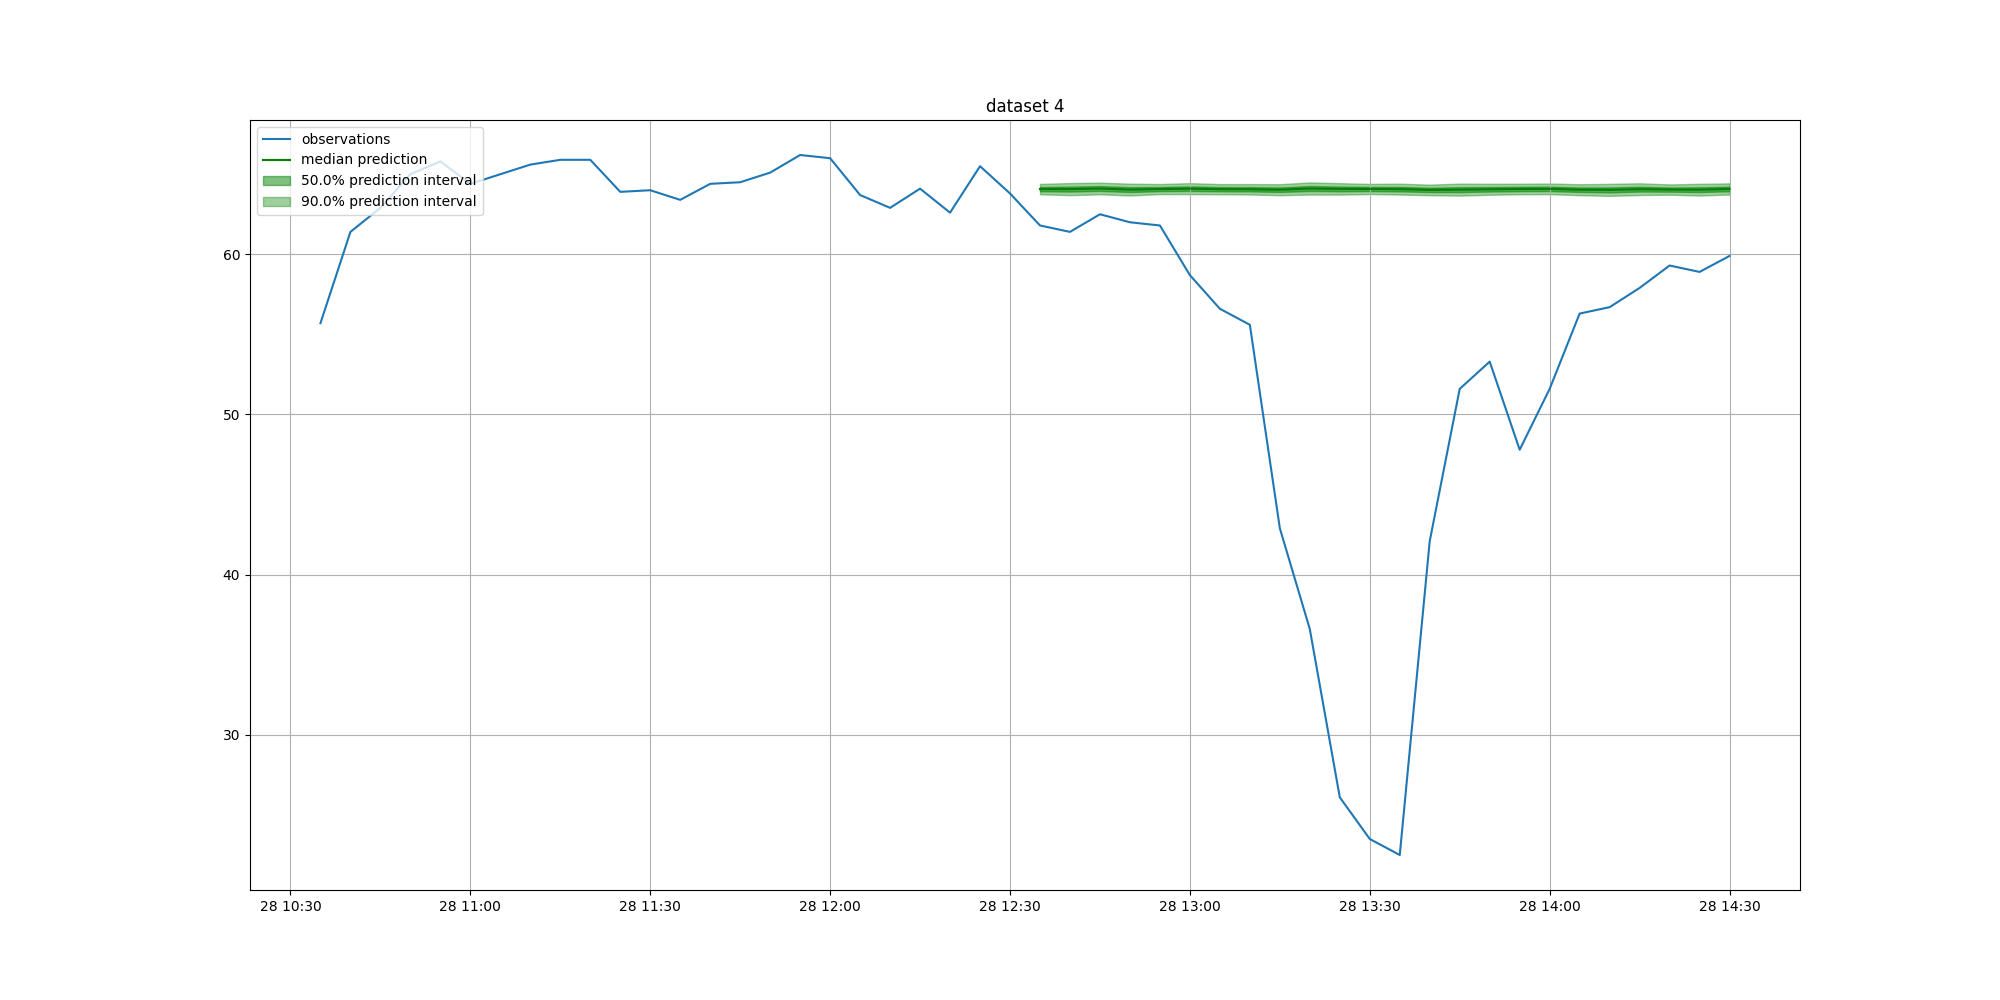 dataset 4
observations
median prediction
50.0% prediction interval
90.0% prediction interval
60
50
40
30
28 10:30
28 11:00
28 11:30
28 12:00
28 12:30
28 13:00
28 13:30
28 14:00
28 14:30